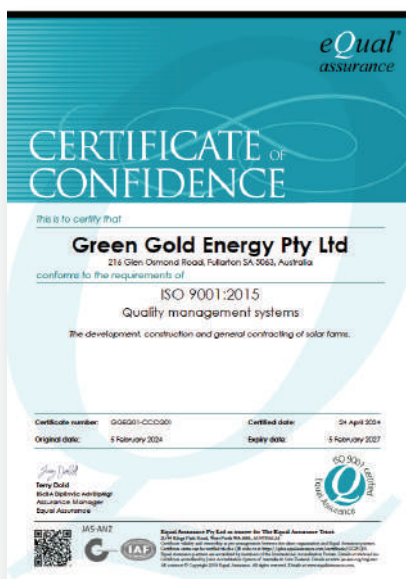 eQual
assurance
CERTIFICATE OF
CONFIDENCE
This is to certify that
Green Gold Energy Pty Ltd
216 Glen Osmond Road, Fullarton SA 5063, Australia
conforms to the requirements of
ISO 9001:2015
Quality management systems
The development, construction and general contracting of solar farms.
Certificate number: Certified date: 24 April 2024
Original date: 5 February 2024 Expiry date: 5 February 2027
Terry Dold
Assurance Manager
Equal Assurance
ISO 9001 certified
Equal Assurance
JAS-ANZ
IAF
Equal Assurance Pty Ltd as trustee for The Equal Assurance Trust